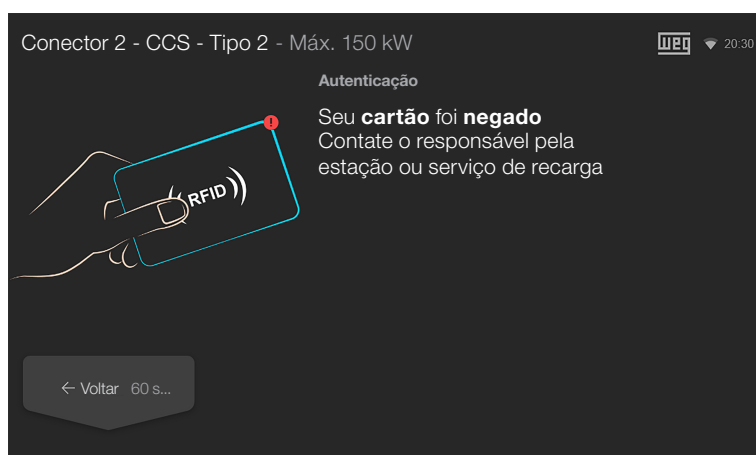 Conector 2 - CCS - Tipo 2 - Máx. 150 kW
weg
20:30
Autenticação
Seu cartão foi negado
Contate o responsável pela
estação ou serviço de recarga
RFID
← Voltar 60 s...